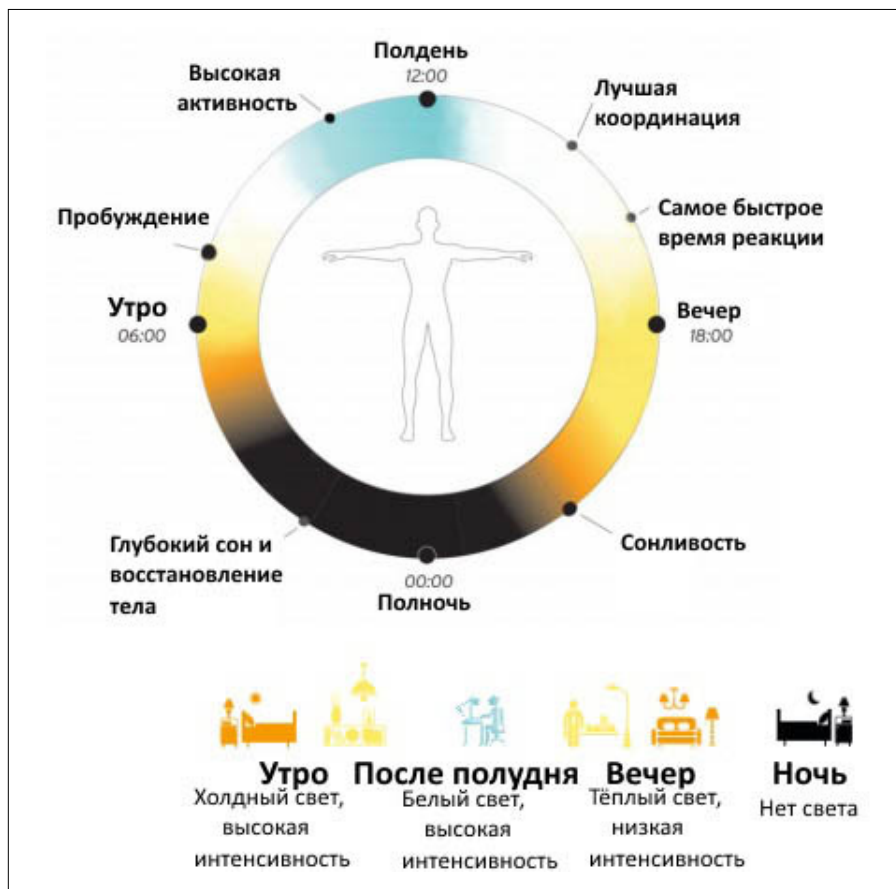 Полдень
12:00
Высокая
активность
Лучшая
координация
Пробуждение
Самое быстрое
время реакции
Утро
06:00
Вечер
18:00
Глубокий сон и
восстановление
тела
Сонливость
00:00
Полночь
Утро
Холдный свет,
высокая
интенсивность
После полудня
Белый свет,
высокая
интенсивность
Вечер
Тёплый свет,
низкая
интенсивность
Ночь
Нет света